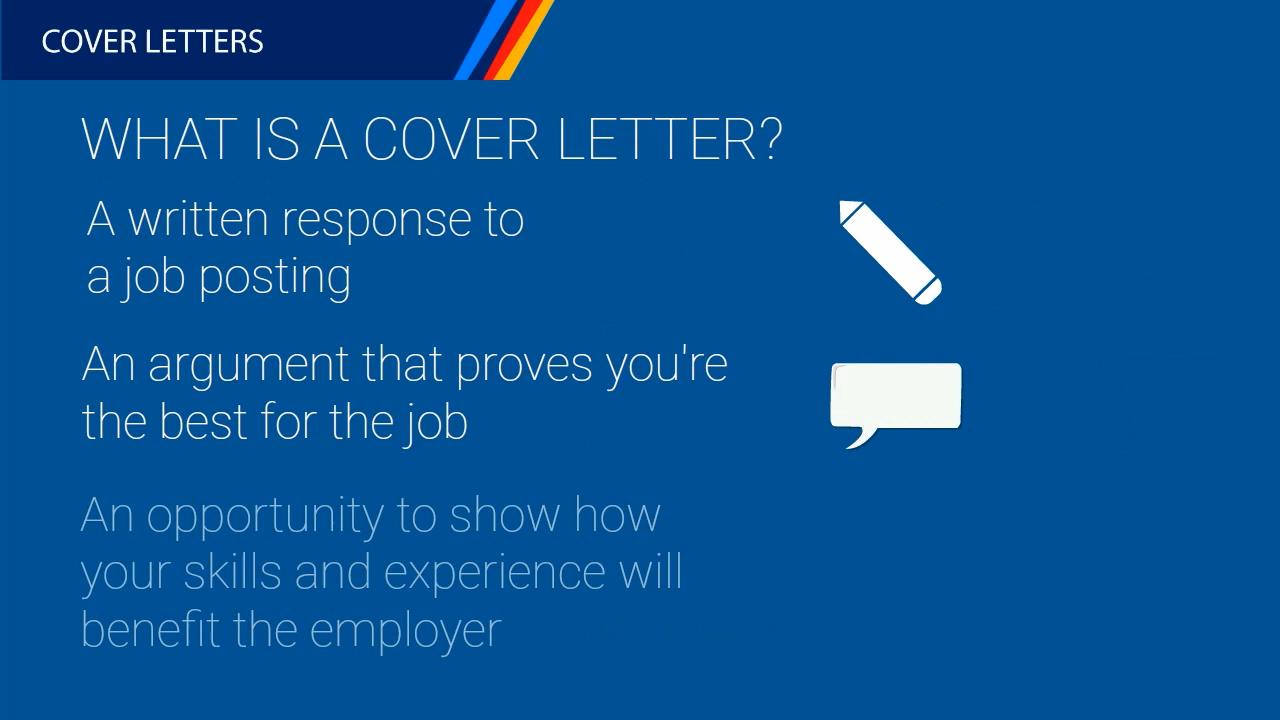 COVER LETTERS
WHAT IS A COVER LETTER?
A written response to
a job posting
An argument that proves you're
the best for the job
An opportunity to show how
your skills and experience will
benefit the employer